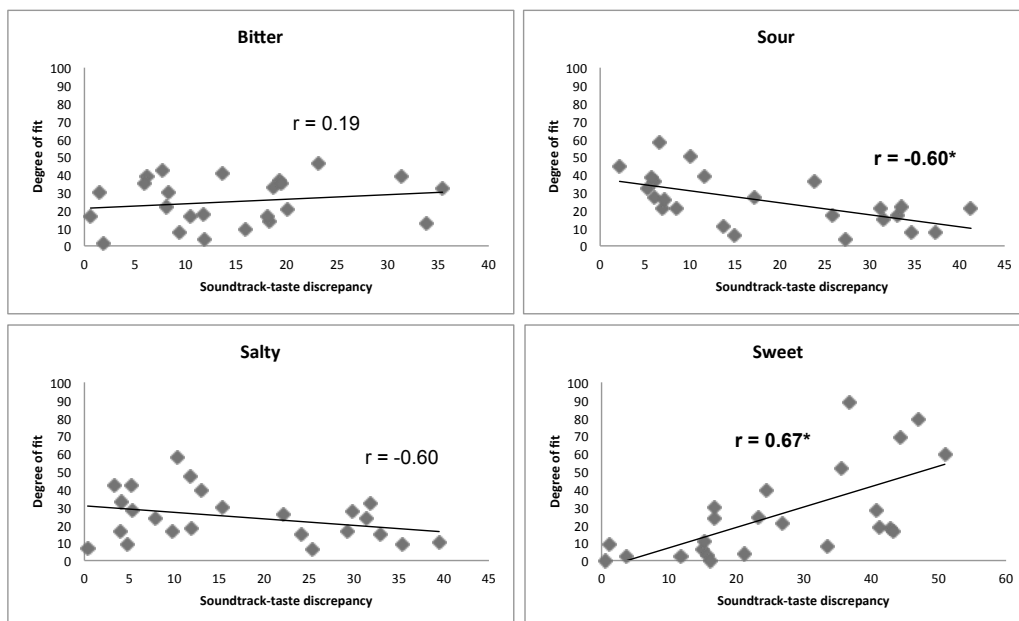 Bitter
Degree of fit
100
90
80
70
60
50
40
30
20
10
0
r = 0.19
0 5 10 15 20 25 30 35 40
Soundtrack-taste discrepancy
Sour
Degree of fit
100
90
80
70
60
50
40
30
20
10
0
r = -0.60*
0 5 10 15 20 25 30 35 40 45
Soundtrack-taste discrepancy
Salty
Degree of fit
100
90
80
70
60
50
40
30
20
10
0
r = -0.60
0 5 10 15 20 25 30 35 40 45
Soundtrack-taste discrepancy
Sweet
Degree of fit
100
90
80
70
60
50
40
30
20
10
0
r = 0.67*
0 10 20 30 40 50 60
Soundtrack-taste discrepancy